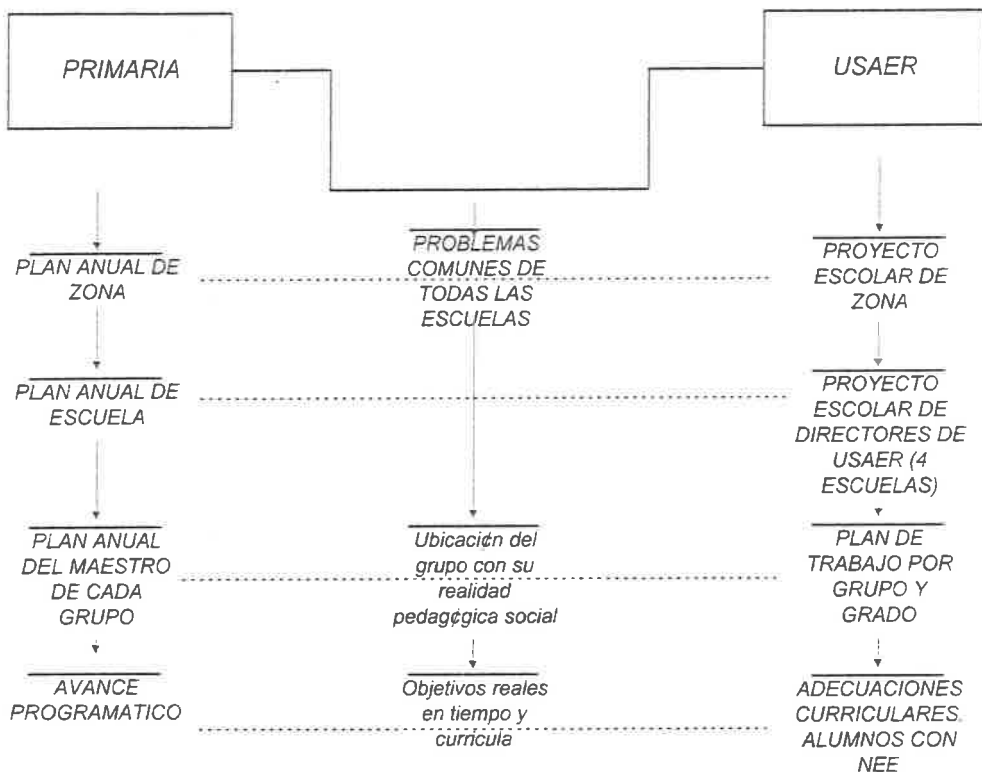 PRIMARIA
USAER
PLAN ANUAL DE
ZONA
PROBLEMAS
COMUNES DE
TODAS LAS
ESCUELAS
PROYECTO
ESCOLAR DE
ZONA
PLAN ANUAL DE
ESCUELA
PROYECTO
ESCOLAR DE
DIRECTORES DE
USAER (4
ESCUELAS)
PLAN ANUAL
DEL MAESTRO
DE CADA
GRUPO
Ubicaci¢n del
grupo con su
realidad
pedag¢gica social
PLAN DE
TRABAJO POR
GRUPO Y
GRADO
AVANCE
PROGRAMATICO
Objetivos reales
en tiempo y
curricula
ADECUACIONES
CURRICULARES.
ALUMNOS CON
NEE